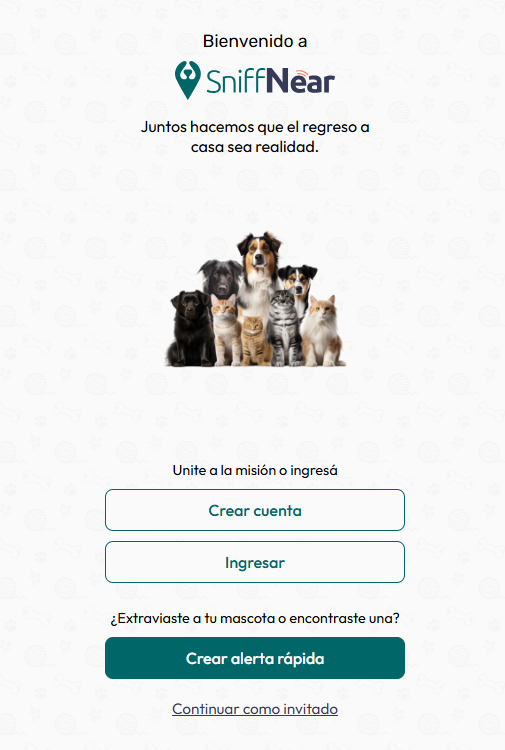 Bienvenido a
SniffNear
Juntos hacemos que el regreso a
casa sea realidad.
Unite a la misión o ingresá
Crear cuenta
Ingresar
¿Extraviaste a tu mascota o encontraste una?
Crear alerta rápida
Continuar como invitado